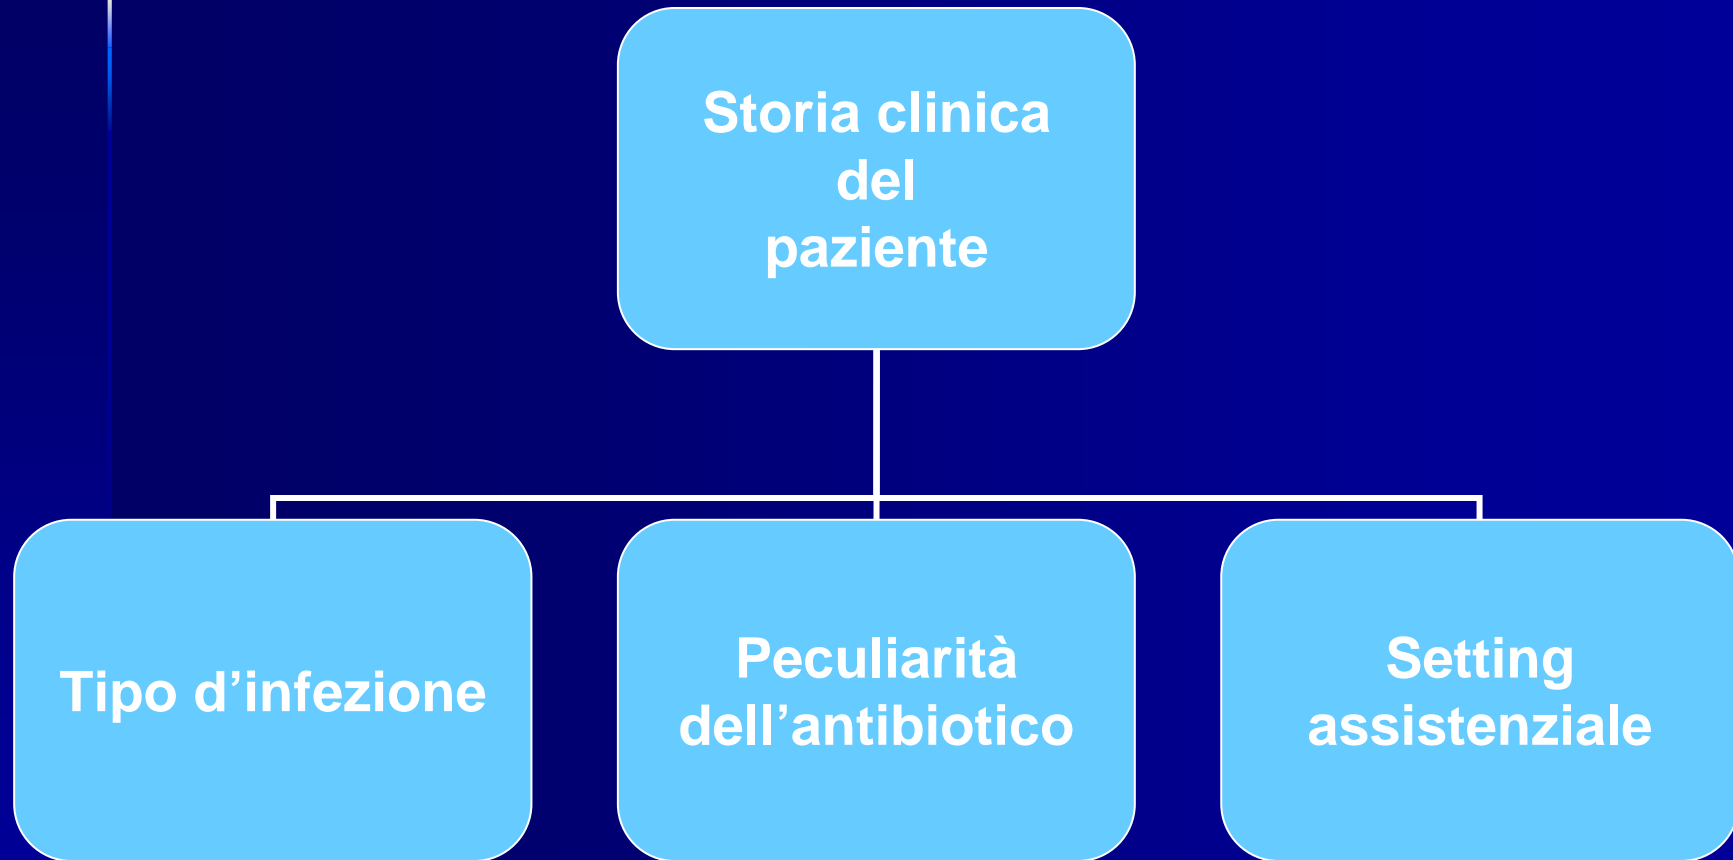 Storia clinica
del
paziente
Tipo d’infezione
Peculiarità
dell’antibiotico
Setting
assistenziale